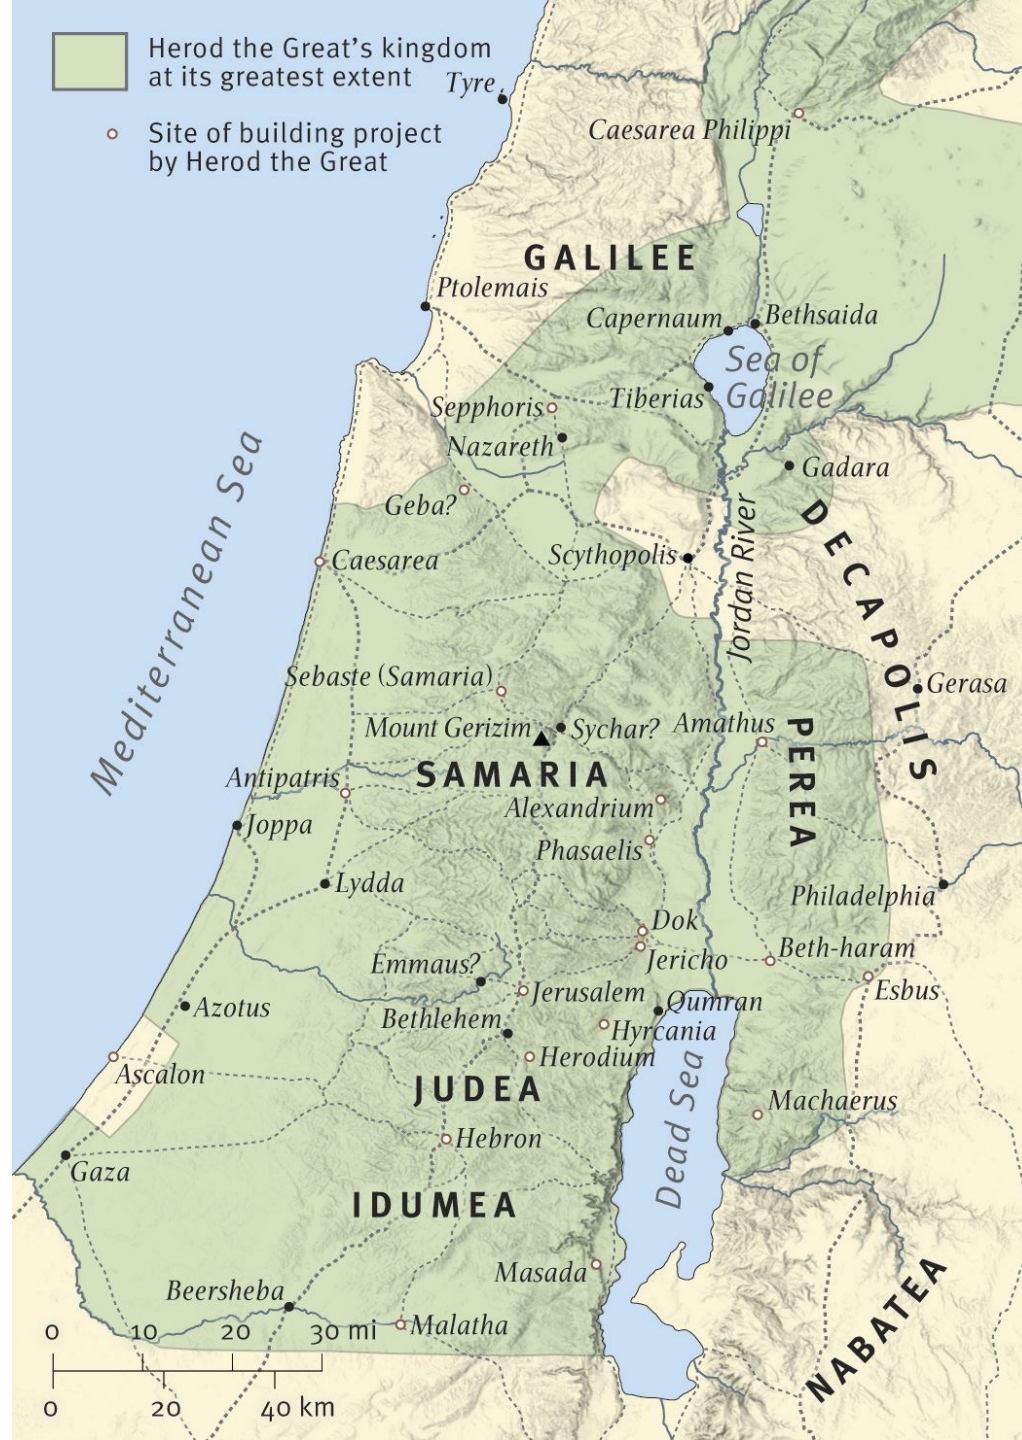 Herod the Great's kingdom
at its greatest extent
Tyre
Site of building project
by Herod the Great
Caesarea Philippi
GALILEE
Ptolemais
Capernaum
Bethsaida
Sea of
Galilee
Tiberias
Sepphoris
Nazareth
Gadara
Geba?
DECAPOLIS
Jordan River
Scythopolis
Caesarea
Mediterranean Sea
Sebaste (Samaria)
Gerasa
Mount Gerizim
Sychar?
Amathus
PEREA
SAMARIA
Antipatris
Alexandrium
Joppa
Phasaelis
Lydda
Philadelphia
Dok
Jericho
Beth-haram
Emmaus?
Jerusalem
Qumran
Esbus
Azotus
Bethlehem
Hyrcania
Herodium
Ascalon
JUDEA
Dead Sea
Machaerus
Hebron
Gaza
IDUMEA
Masada
NABATEA
Beersheba
Malatha
0 10 20 30 mi
0 20 40 km